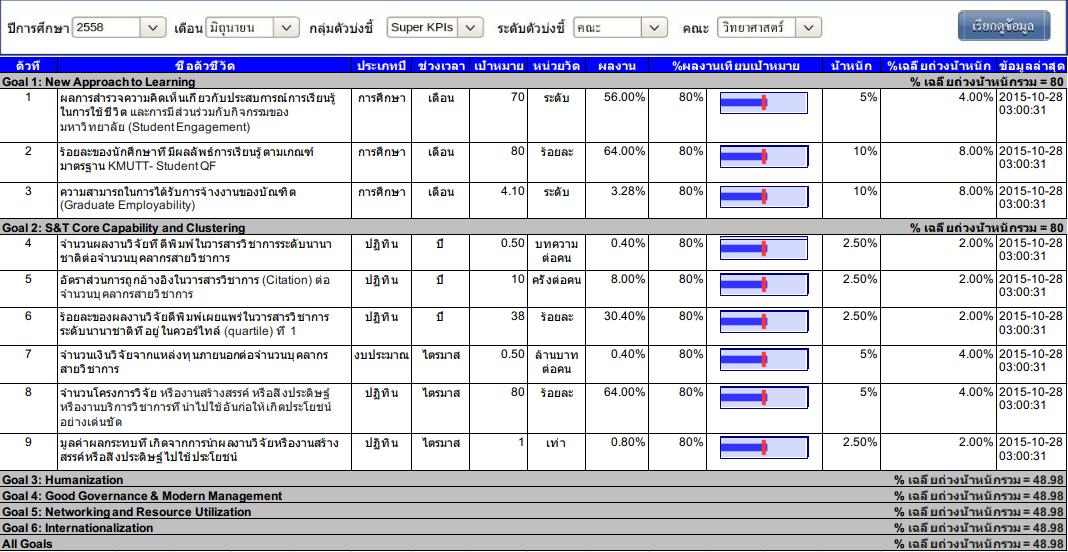 ปีการศึกษา 2558 เดือน มิถุนายน กลุ่มตัวบ่งชี้ Super KPIs ระดับตัวบ่งชี้ คณะ คณะ วิทยาศาสตร์ เรียกดูข้อมูล
ตัวที่ ชื่อตัวชี้วัด ประเภทปี ช่วงเวลา เป้าหมาย หน่วยวัด ผลงาน %ผลงานเทียบเป้าหมาย น้ำหนัก %เฉลี่ยถ่วงน้ำหนัก ข้อมูลล่าสุด
Goal 1: New Approach to Learning % เฉลี่ยถ่วงน้ำหนักรวม = 80
1 ผลการสำรวจความคิดเห็นเกี่ยวกับประสบการณ์การเรียนรู้ การศึกษา เดือน 70 ระดับ 56.00% 80% 5% 4.00% 2015-10-28
ในการใช้ชีวิต และการมีส่วนร่วมกับกิจกรรมของ 03:00:31
มหาวิทยาลัย (Student Engagement)
2 ร้อยละของนักศึกษาที่มีผลลัพธ์การเรียนรู้ตามเกณฑ์ การศึกษา เดือน 80 ร้อยละ 64.00% 80% 10% 8.00% 2015-10-28
มาตรฐาน KMUTT- Student QF 03:00:31
3 ความสามารถในการได้รับการจ้างงานของบัณฑิต การศึกษา เดือน 4.10 ระดับ 3.28% 80% 10% 8.00% 2015-10-28
(Graduate Employability) 03:00:31
Goal 2: S&T Core Capability and Clustering % เฉลี่ยถ่วงน้ำหนักรวม = 80
4 จำนวนผลงานวิจัยที่ตีพิมพ์ในวารสารวิชาการระดับนานา ปฏิทิน ปี 0.50 บทความ 0.40% 80% 2.50% 2.00% 2015-10-28
ชาติต่อจำนวนบุคลากรสายวิชาการ ต่อคน 03:00:31
5 อัตราส่วนการถูกอ้างอิงในวารสารวิชาการ (Citation) ต่อ ปฏิทิน ปี 10 ครั้งต่อคน 8.00% 80% 2.50% 2.00% 2015-10-28
จำนวนบุคลากรสายวิชาการ 03:00:31
6 ร้อยละของผลงานวิจัยตีพิมพ์เผยแพร่ในวารสารวิชาการ ปฏิทิน ปี 38 ร้อยละ 30.40% 80% 2.50% 2.00% 2015-10-28
ระดับนานาชาติที่อยู่ในควอร์ไทล์ (quartile) ที่ 1 03:00:31
7 จำนวนเงินวิจัยจากแหล่งทุนภายนอกต่อจำนวนบุคลากร งบประมาณ ไตรมาส 0.50 ล้านบาท 0.40% 80% 5% 4.00% 2015-10-28
สายวิชาการ ต่อคน 03:00:31
8 จำนวนโครงการวิจัย หรืองานสร้างสรรค์ หรือสิ่งประดิษฐ์ ปฏิทิน ไตรมาส 80 ร้อยละ 64.00% 80% 5% 4.00% 2015-10-28
หรืองานบริการวิชาการที่นำไปใช้อันก่อให้เกิดประโยชน์ 03:00:31
อย่างเด่นชัด
9 มูลค่าผลกระทบที่เกิดจากการนำผลงานวิจัยหรืองานสร้าง ปฏิทิน ไตรมาส 1 เท่า 0.80% 80% 2.50% 2.00% 2015-10-28
สรรค์หรือสิ่งประดิษฐ์ไปใช้ประโยชน์ 03:00:31
Goal 3: Humanization % เฉลี่ยถ่วงน้ำหนักรวม = 48.98
Goal 4: Good Governance & Modern Management % เฉลี่ยถ่วงน้ำหนักรวม = 48.98
Goal 5: Networking and Resource Utilization % เฉลี่ยถ่วงน้ำหนักรวม = 48.98
Goal 6: Internationalization % เฉลี่ยถ่วงน้ำหนักรวม = 48.98
All Goals % เฉลี่ยถ่วงน้ำหนักรวม = 48.98